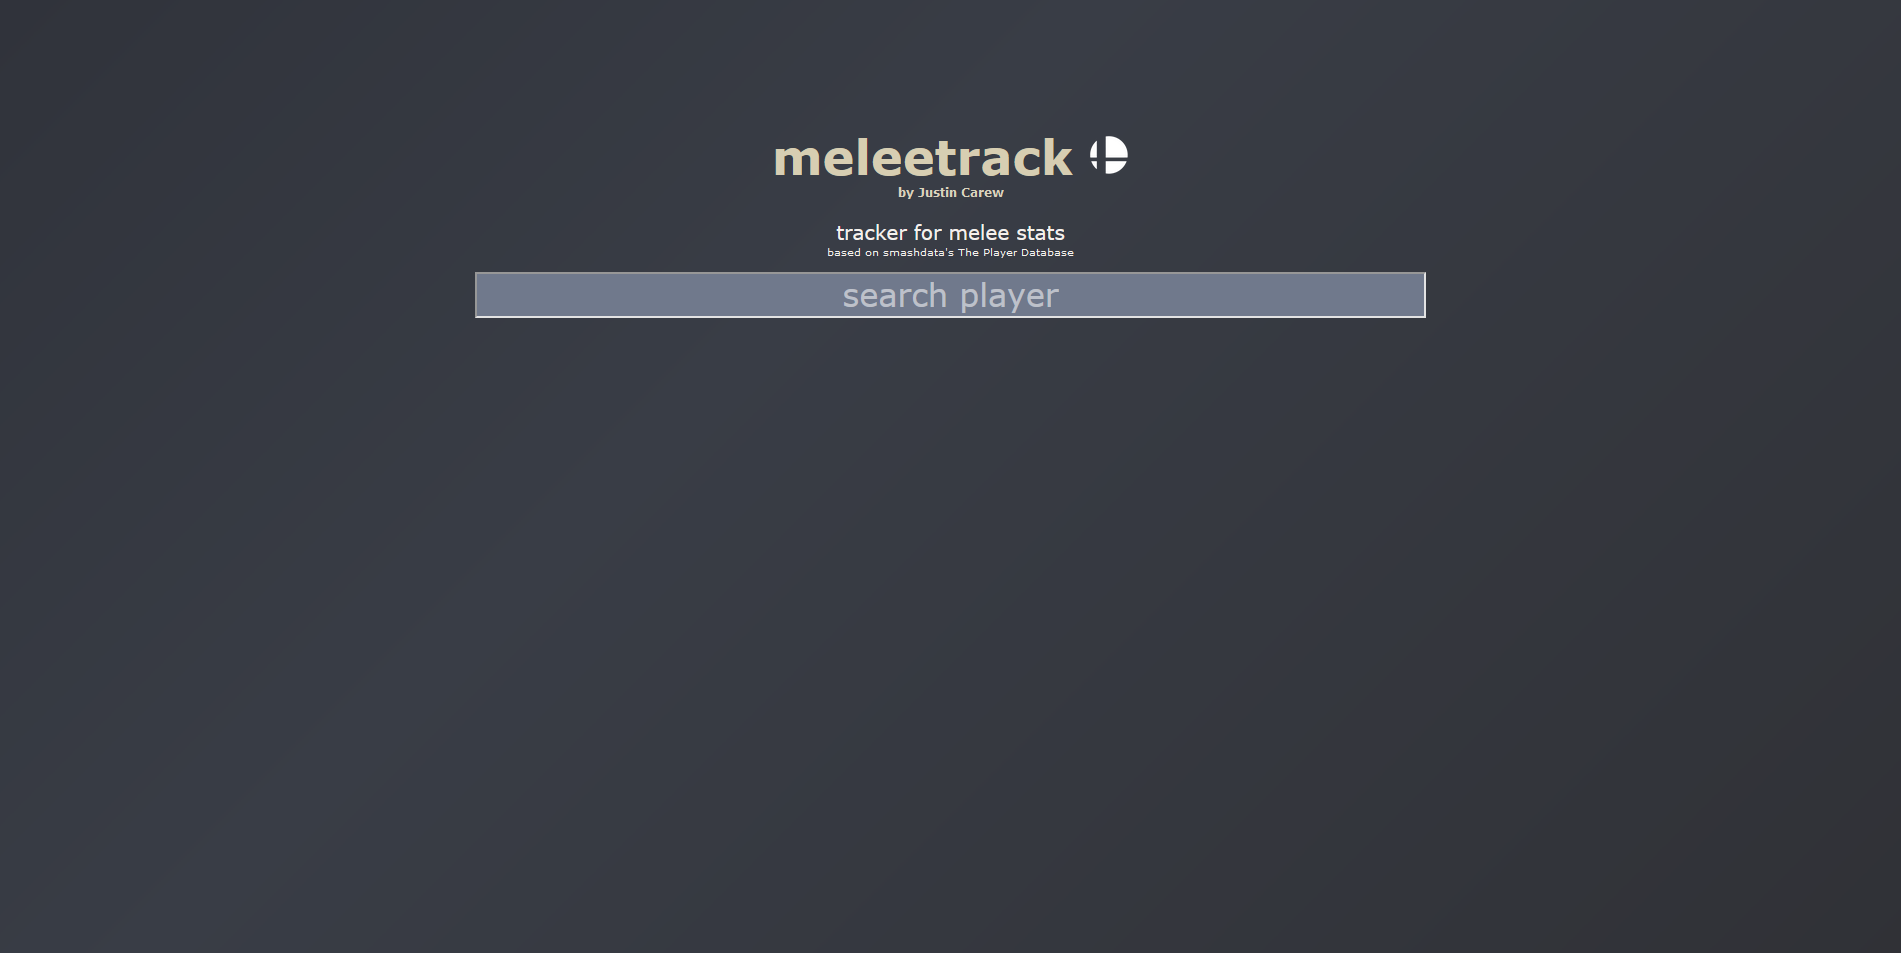 meleetrack
by Justin Carew
tracker for melee stats
based on smashdata's The Player Database
search player